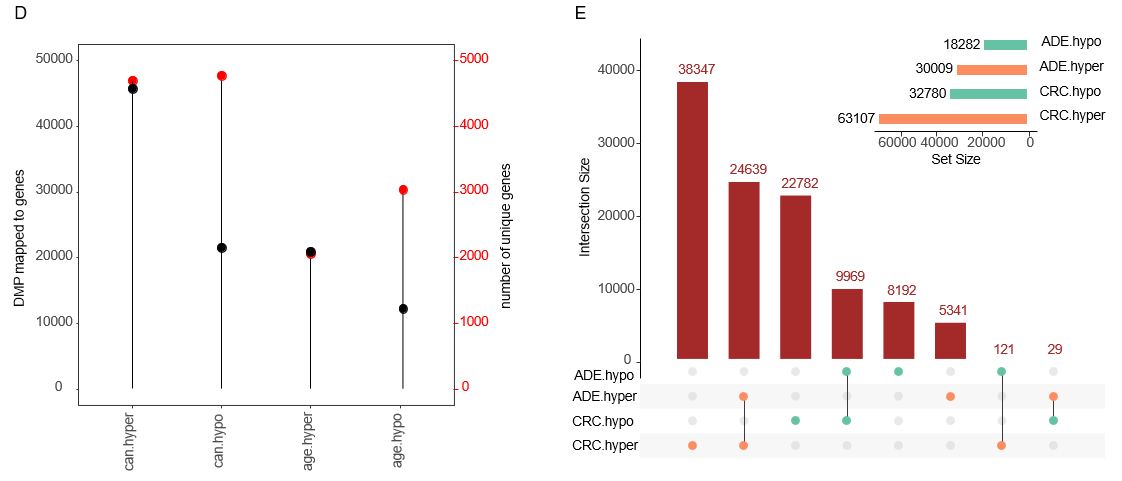 D
50000
40000
30000
20000
10000
0
DMP mapped to genes
5000
4000
3000
2000
1000
0
number of unique genes
can.hyper
can.hypo
age.hyper
age.hypo
E
18282 ADE.hypo
30009 ADE.hyper
32780 CRC.hypo
63107 CRC.hyper
60000 40000 20000 0
Set Size
40000
30000
20000
10000
0
Intersection Size
38347
24639
22782
9969
8192
5341
121
29
ADE.hypo
ADE.hyper
CRC.hypo
CRC.hyper